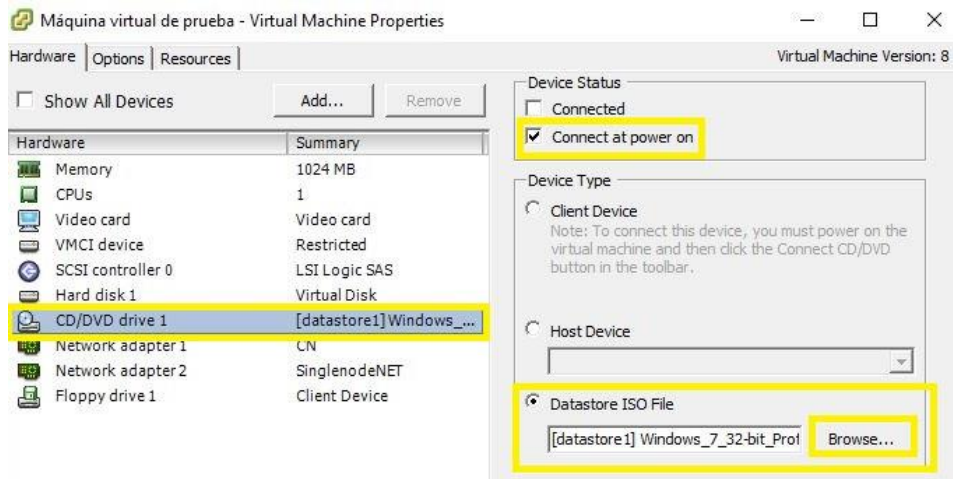 Máquina virtual de prueba - Virtual Machine Properties
Hardware Options Resources
Virtual Machine Version: 8
Show All Devices
Add...
Remove
Hardware Summary
Memory 1024 MB
CPUs 1
Video card Video card
VMCI device Restricted
SCSI controller 0 LSI Logic SAS
Hard disk 1 Virtual Disk
CD/DVD drive 1 [datastore1] Windows_...
Network adapter 1 CN
Network adapter 2 SinglenodeNET
Floppy drive 1 Client Device
Device Status
Connected
Connect at power on
Device Type
Client Device
Note: To connect this device, you must power on the
virtual machine and then click the Connect CD/DVD
button in the toolbar.
Host Device
Datastore ISO File
[datastore1] Windows_7_32-bit_Prof
Browse...